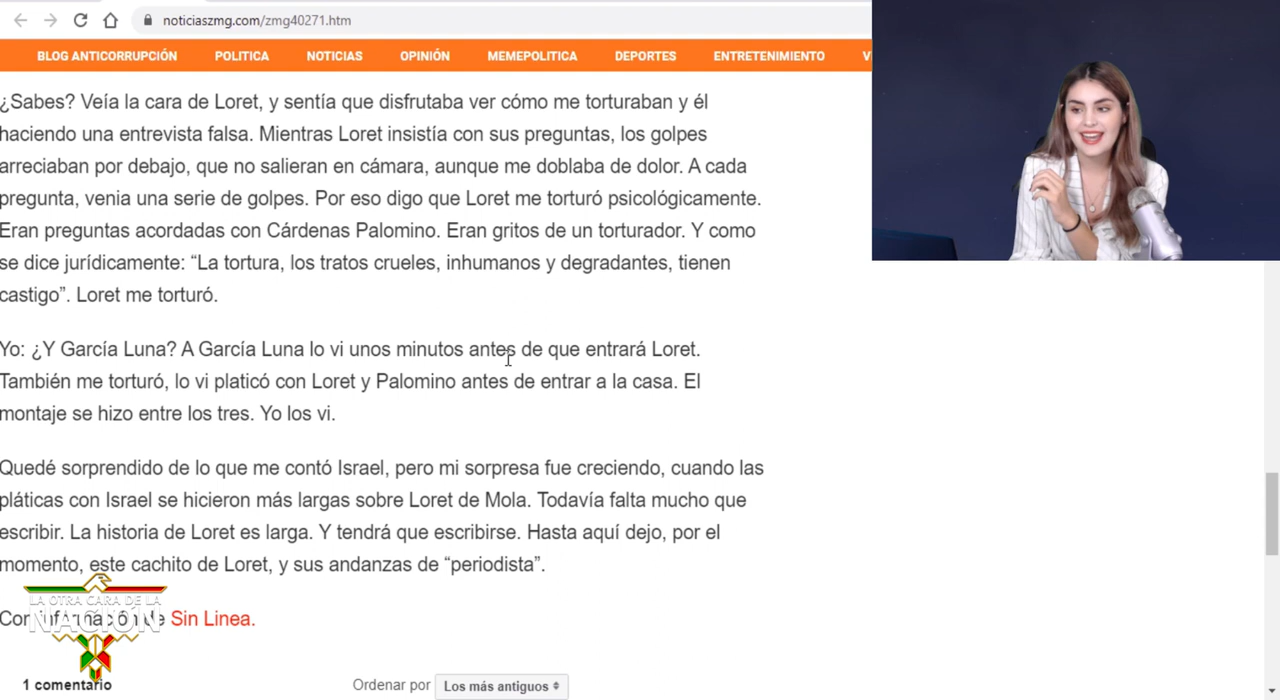 noticiaszmg.com/zmg40271.htm
BLOG ANTICORRUPCIÓN POLITICA NOTICIAS OPINIÓN MEMEPOLITICA DEPORTES ENTRETENIMIENTO V
¿Sabes? Veía la cara de Loret, y sentía que disfrutaba ver cómo me torturaban y él
haciendo una entrevista falsa. Mientras Loret insistía con sus preguntas, los golpes
arreciaban por debajo, que no salieran en cámara, aunque me doblaba de dolor. A cada
pregunta, venia una serie de golpes. Por eso digo que Loret me torturó psicológicamente.
Eran preguntas acordadas con Cárdenas Palomino. Eran gritos de un torturador. Y como
se dice jurídicamente: “La tortura, los tratos crueles, inhumanos y degradantes, tienen
castigo”. Loret me torturó.
Yo: ¿Y García Luna? A García Luna lo vi unos minutos antes de que entrará Loret.
También me torturó, lo vi platicó con Loret y Palomino antes de entrar a la casa. El
montaje se hizo entre los tres. Yo los vi.
Quedé sorprendido de lo que me contó Israel, pero mi sorpresa fue creciendo, cuando las
pláticas con Israel se hicieron más largas sobre Loret de Mola. Todavía falta mucho que
escribir. La historia de Loret es larga. Y tendrá que escribirse. Hasta aquí dejo, por el
momento, este cachito de Loret, y sus andanzas de “periodista”.
Con información de Sin Linea.
LA OTRA CARA DE LA
NACIÓN
1 comentario Ordenar por Los más antiguos